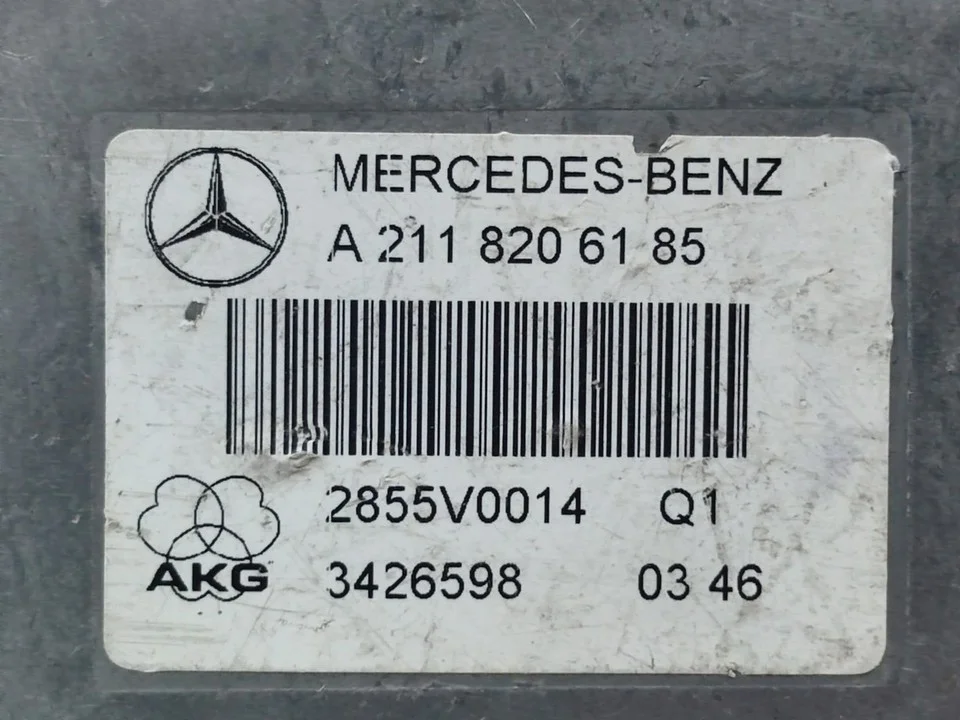 MERCEDES-BENZ
A 211 820 61 85
2855V0014 Q1
AKG
3426598 03 46